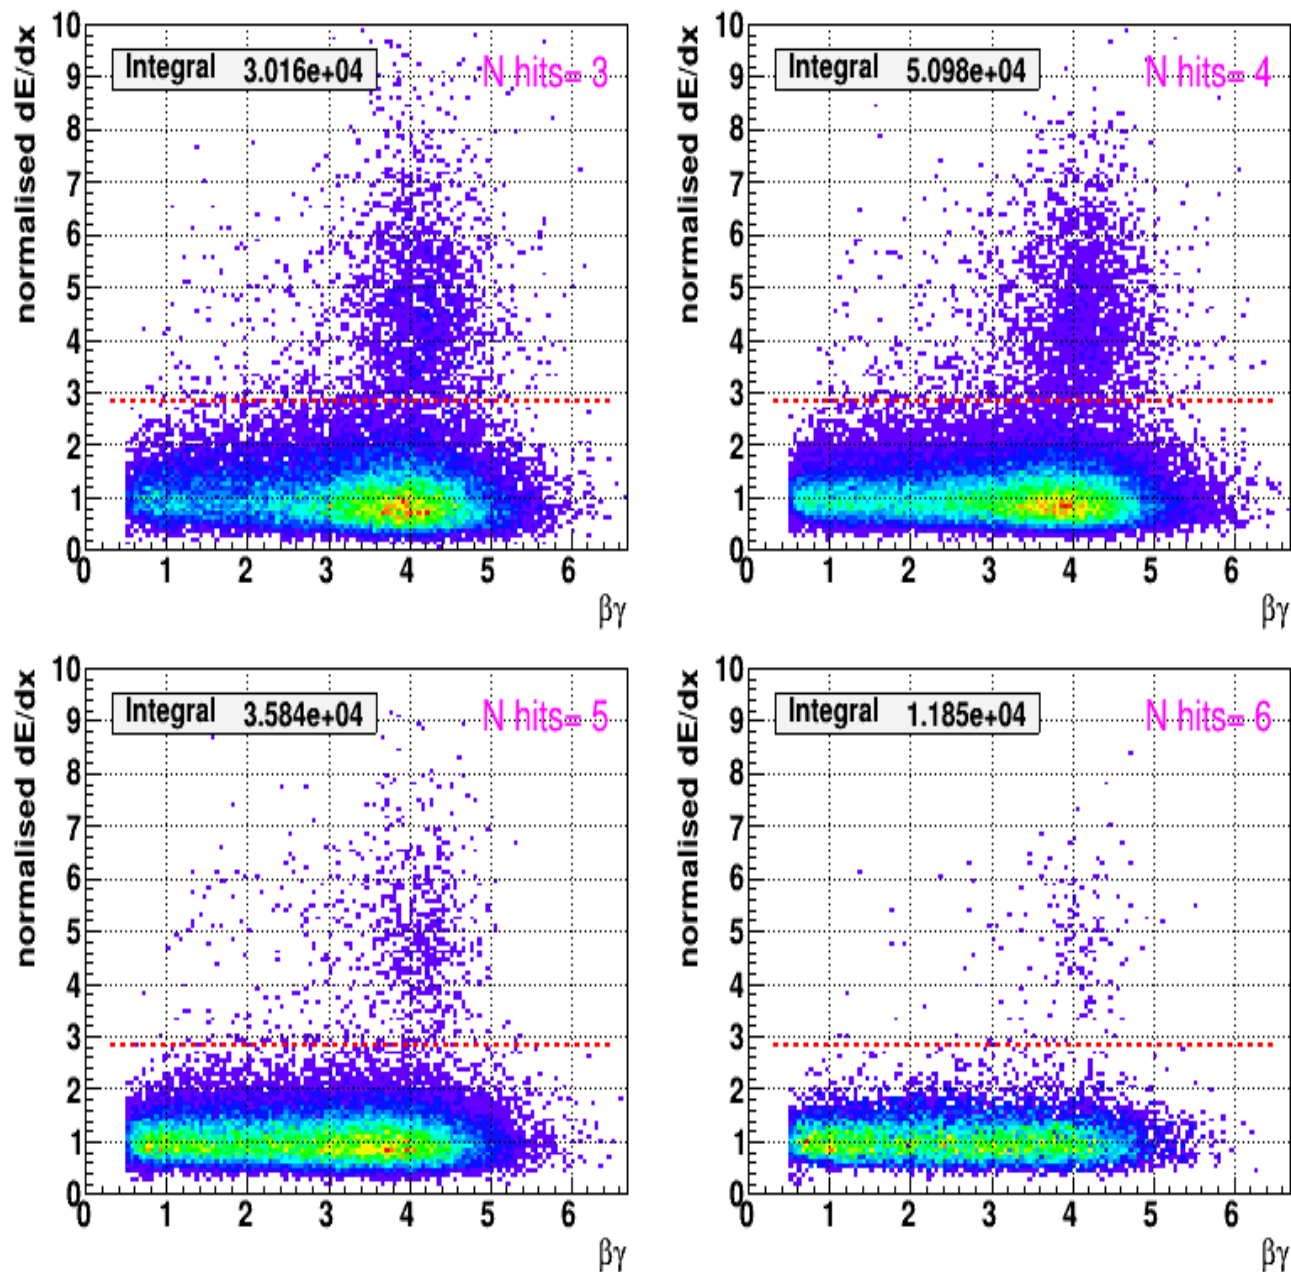 normalised dE/dx
10
9
8
7
6
5
4
3
2
1
0
Integral 3.016e+04
N hits= 3
0 1 2 3 4 5 6
βγ
normalised dE/dx
10
9
8
7
6
5
4
3
2
1
0
Integral 5.098e+04
N hits= 4
0 1 2 3 4 5 6
βγ
normalised dE/dx
10
9
8
7
6
5
4
3
2
1
0
Integral 3.584e+04
N hits= 5
0 1 2 3 4 5 6
βγ
normalised dE/dx
10
9
8
7
6
5
4
3
2
1
0
Integral 1.185e+04
N hits= 6
0 1 2 3 4 5 6
βγ